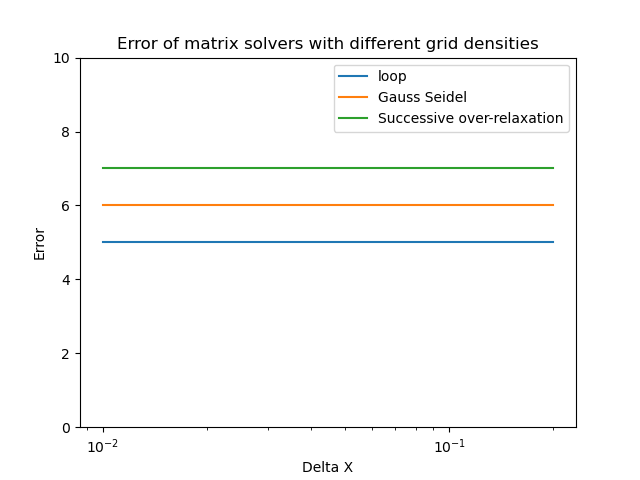 Error of matrix solvers with different grid densities
10
loop
Gauss Seidel
Successive over-relaxation
8
6
4
2
0
Error
10⁻²
10⁻¹
Delta X